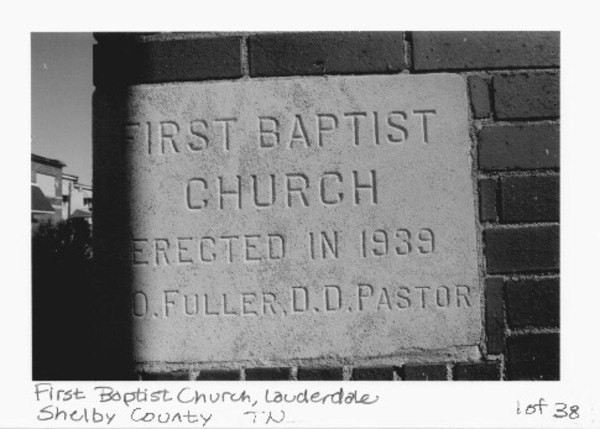 FIRST BAPTIST
CHURCH
ERECTED IN 1939
O. FULLER, D.D. PASTOR
First Baptist Church, Lauderdale
Shelby County TN
1 of 38